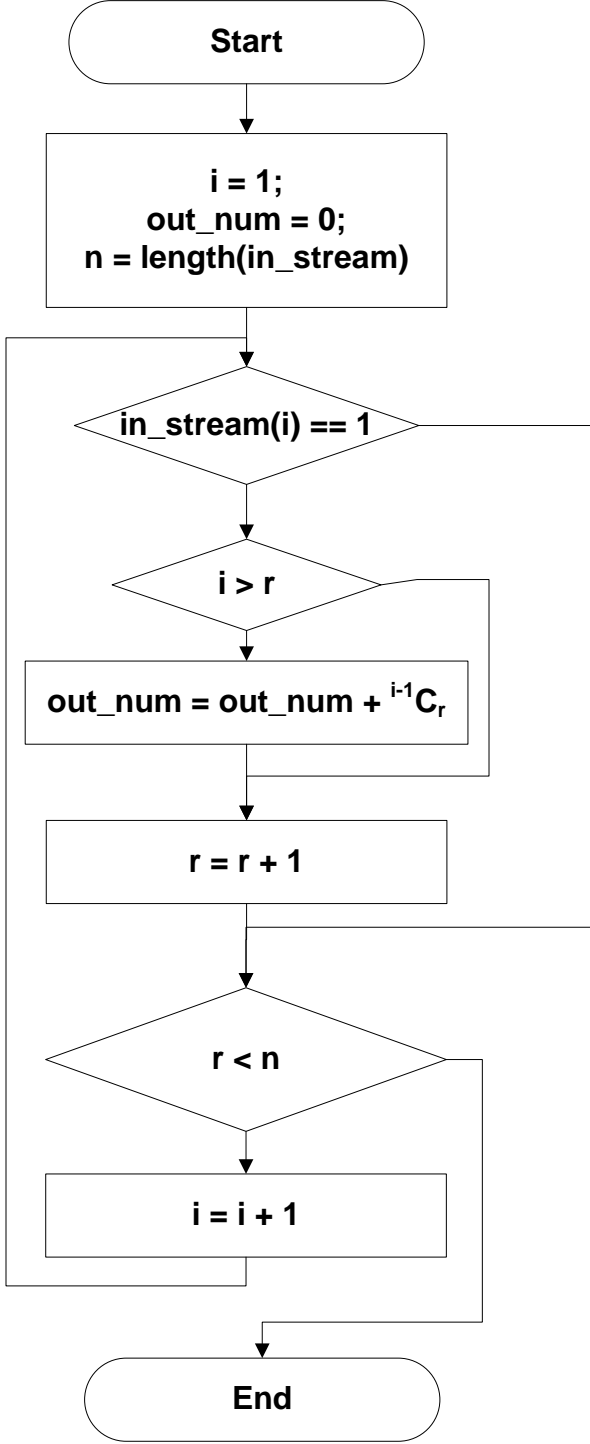 Start
i = 1;
out_num = 0;
n = length(in_stream)
in_stream(i) == 1
i > r
out_num = out_num + ⁱ⁻¹Cᵣ
r = r + 1
r < n
i = i + 1
End